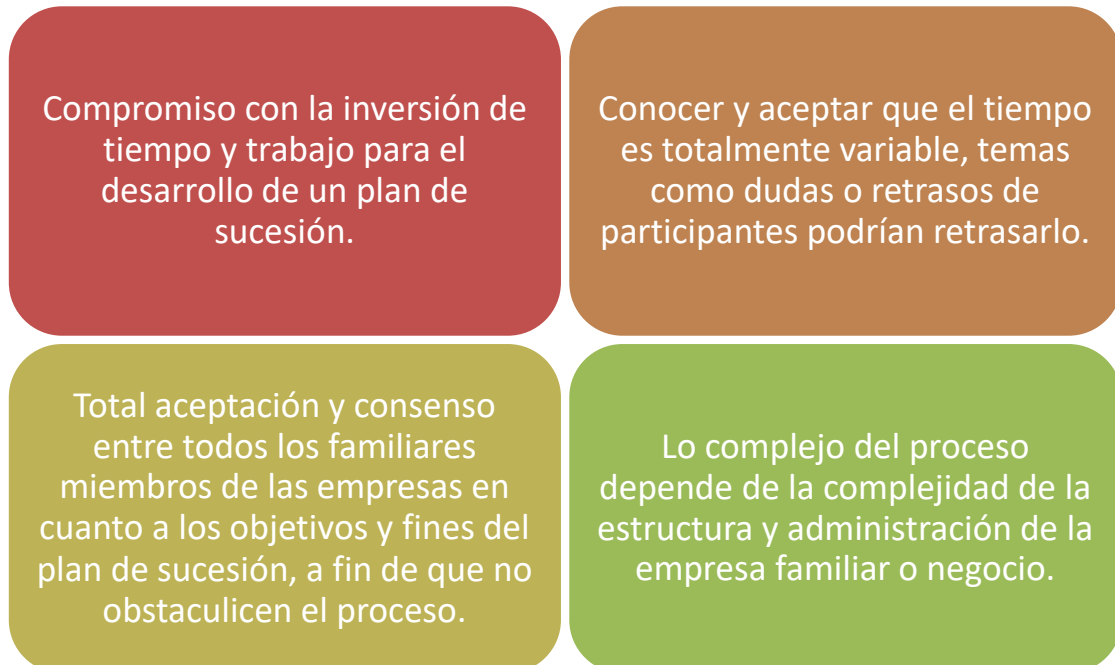 Compromiso con la inversión de
tiempo y trabajo para el
desarrollo de un plan de
sucesión.
Conocer y aceptar que el tiempo
es totalmente variable, temas
como dudas o retrasos de
participantes podrían retrasarlo.
Total aceptación y consenso
entre todos los familiares
miembros de las empresas en
cuanto a los objetivos y fines del
plan de sucesión, a fin de que no
obstaculicen el proceso.
Lo complejo del proceso
depende de la complejidad de la
estructura y administración de la
empresa familiar o negocio.